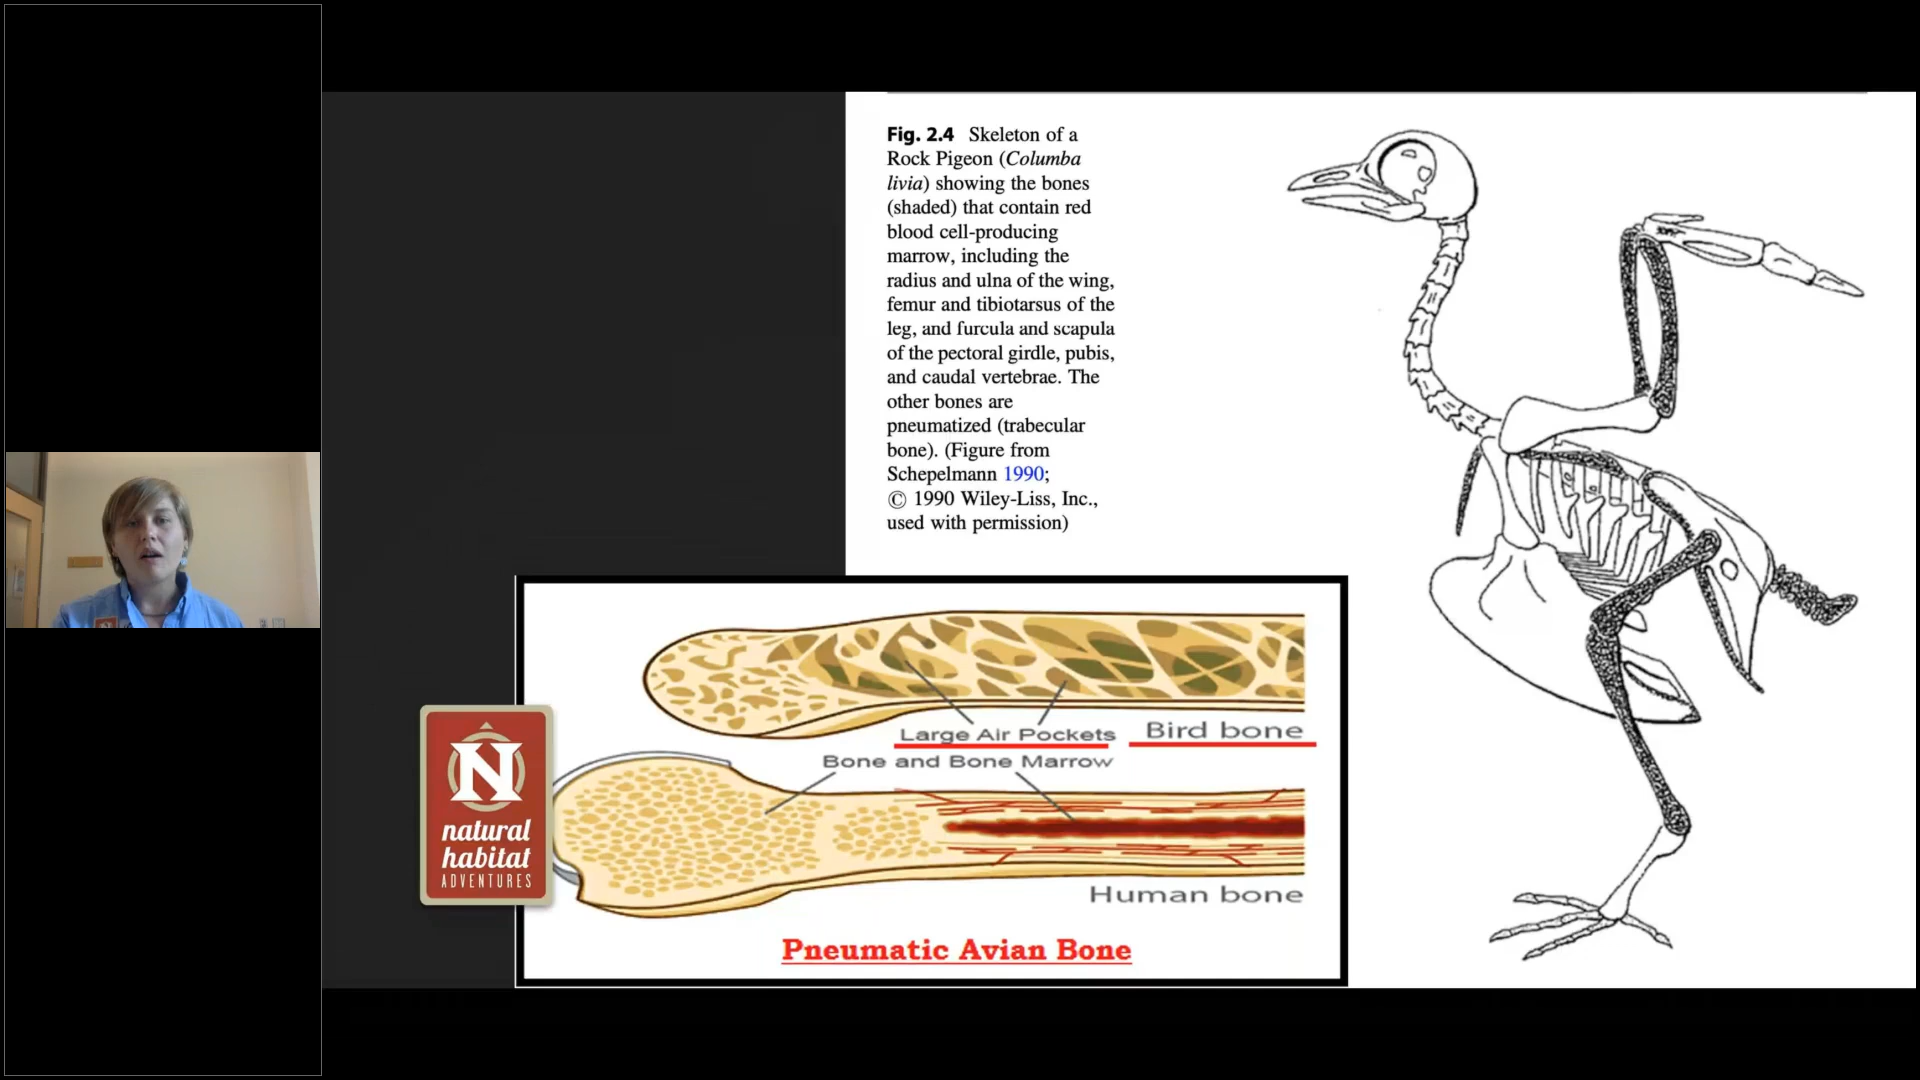 Fig. 2.4 Skeleton of a
Rock Pigeon (Columba
livia) showing the bones
(shaded) that contain red
blood cell-producing
marrow, including the
radius and ulna of the wing,
femur and tibiotarsus of the
leg, and furcula and scapula
of the pectoral girdle, pubis,
and caudal vertebrae. The
other bones are
pneumatized (trabecular
bone). (Figure from
Schepelmann 1990;
© 1990 Wiley-Liss, Inc.,
used with permission)
Large Air Pockets
Bird bone
Bone and Bone Marrow
Human bone
Pneumatic Avian Bone
N
natural
habitat
ADVENTURES